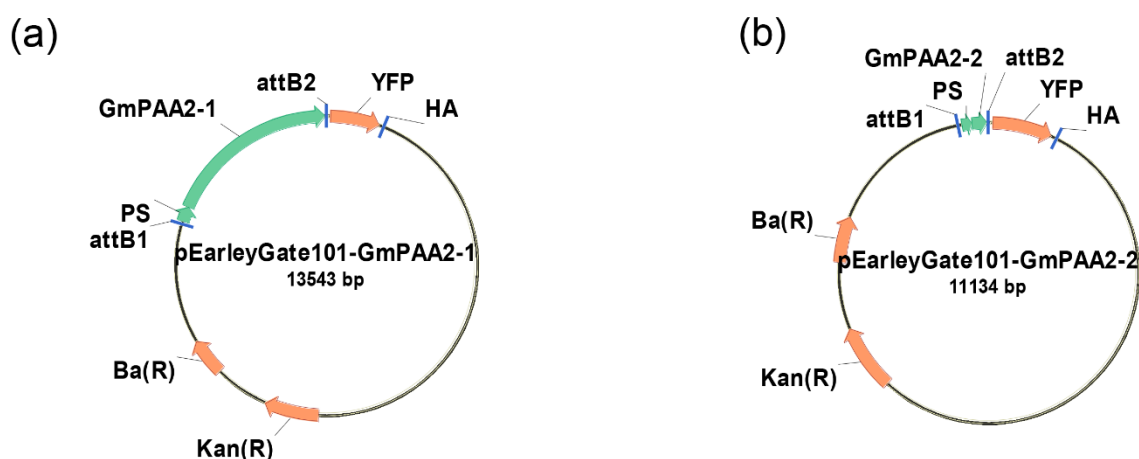 (a)
attB2
YFP
HA
GmPAA2-1
PS
attB1
pEarleyGate101-GmPAA2-1
13543 bp
Ba(R)
Kan(R)
(b)
GmPAA2-2
attB2
PS
YFP
attB1
HA
Ba(R)
pEarleyGate101-GmPAA2-2
11134 bp
Kan(R)